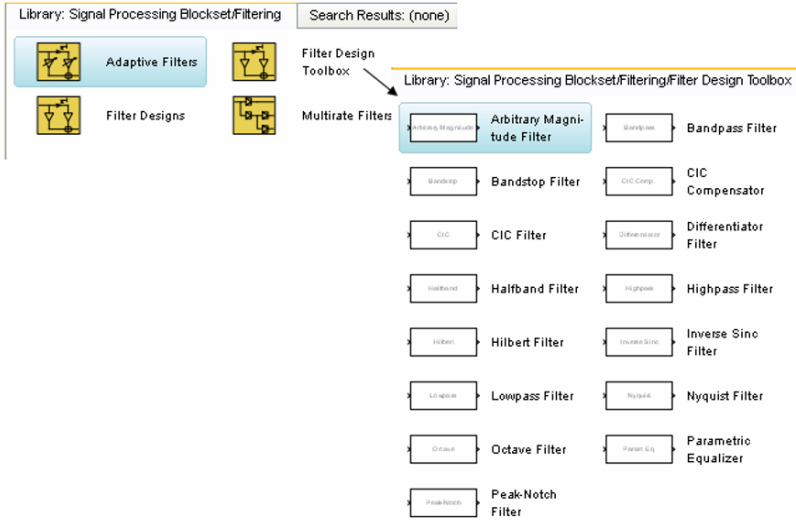 Library: Signal Processing Blockset/Filtering
Search Results: (none)
Adaptive Filters
Filter Design
Toolbox
Filter Designs
Multirate Filters
Library: Signal Processing Blockset/Filtering/Filter Design Toolbox
Arbitrary Magnitude
Arbitrary Magni-
tude Filter
Bandpass
Bandpass Filter
Bandstop
Bandstop Filter
CIC Comp.
CIC
Compensator
CIC
CIC Filter
Differentiator
Differentiator
Filter
Halfband
Halfband Filter
Highpass
Highpass Filter
Hilbert
Hilbert Filter
Inverse Sinc
Inverse Sinc
Filter
Lowpass
Lowpass Filter
Nyquist
Nyquist Filter
Octave
Octave Filter
Param Eq
Parametric
Equalizer
Peak-Notch
Peak-Notch
Filter